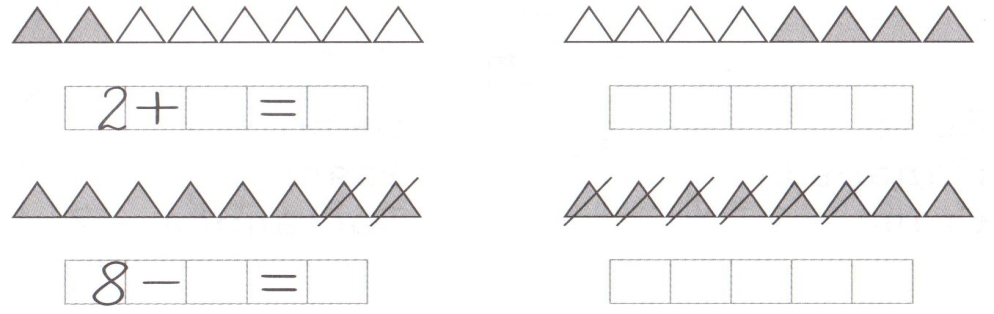 2 + =
8 - =